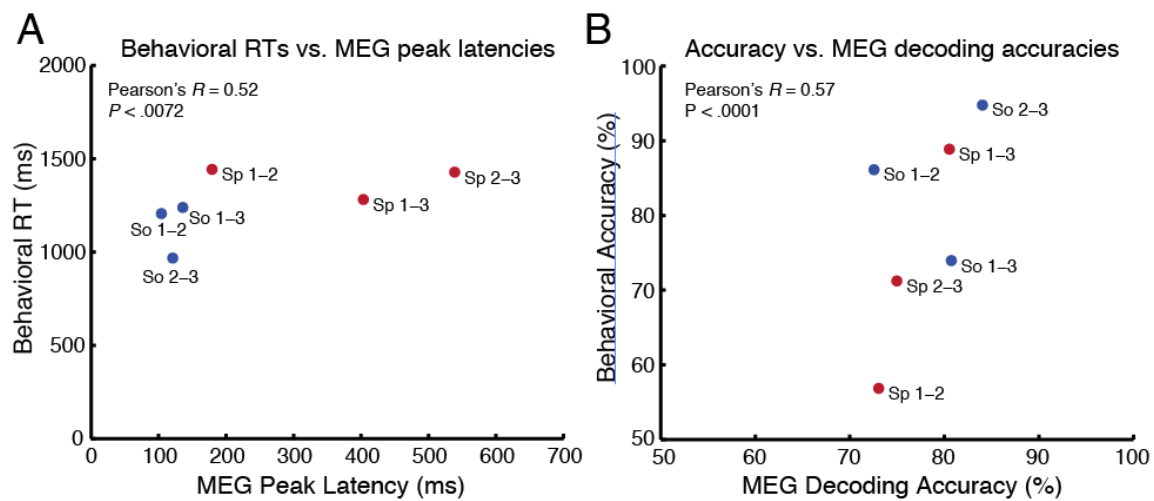 A
Behavioral RTs vs. MEG peak latencies
Pearson's R = 0.52
P < .0072
Behavioral RT (ms)
2000
1500
1000
500
0
Sp 1–2
Sp 2–3
Sp 1–3
So 1–3
So 1–2
So 2–3
0 100 200 300 400 500 600 700
MEG Peak Latency (ms)
B
Accuracy vs. MEG decoding accuracies
Pearson's R = 0.57
P < .0001
Behavioral Accuracy (%)
100
90
80
70
60
50
So 2–3
Sp 1–3
So 1–2
So 1–3
Sp 2–3
Sp 1–2
50 60 70 80 90 100
MEG Decoding Accuracy (%)